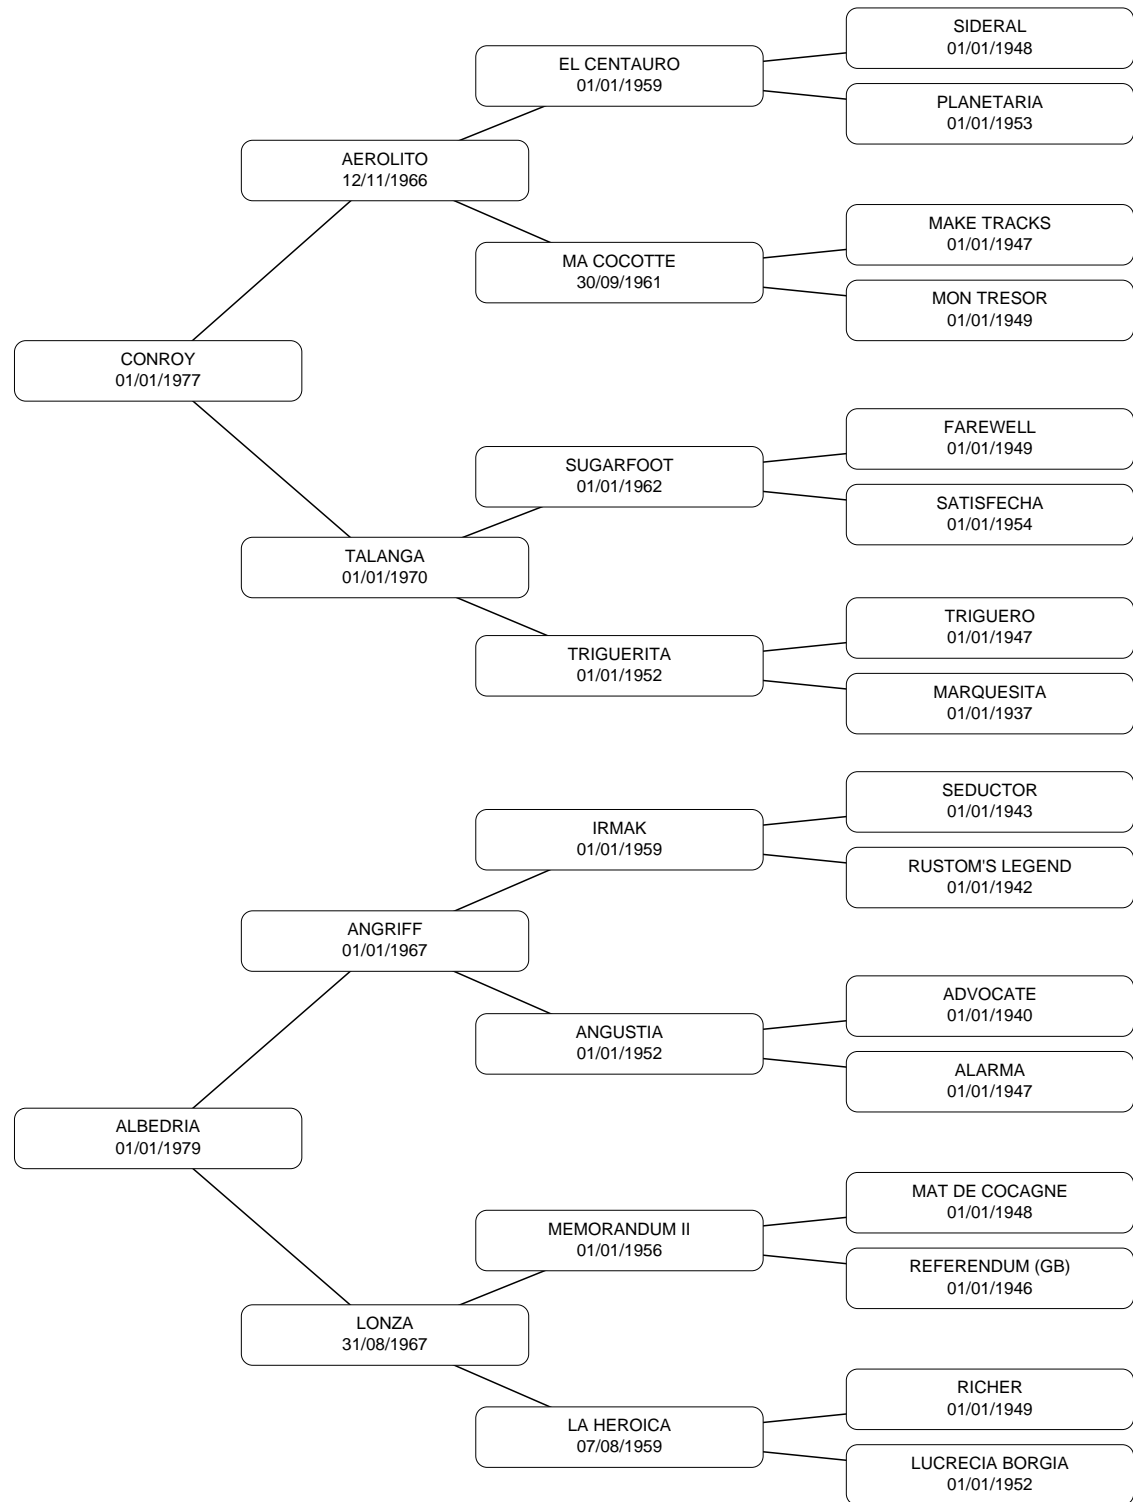 SIDERAL
01/01/1948
EL CENTAURO
01/01/1959
PLANETARIA
01/01/1953
AEROLITO
12/11/1966
MAKE TRACKS
01/01/1947
MA COCOTTE
30/09/1961
MON TRESOR
01/01/1949
CONROY
01/01/1977
FAREWELL
01/01/1949
SUGARFOOT
01/01/1962
SATISFECHA
01/01/1954
TALANGA
01/01/1970
TRIGUERO
01/01/1947
TRIGUERITA
01/01/1952
MARQUESITA
01/01/1937
SEDUCTOR
01/01/1943
IRMAK
01/01/1959
RUSTOM'S LEGEND
01/01/1942
ANGRIFF
01/01/1967
ADVOCATE
01/01/1940
ANGUSTIA
01/01/1952
ALARMA
01/01/1947
ALBEDRIA
01/01/1979
MAT DE COCAGNE
01/01/1948
MEMORANDUM II
01/01/1956
REFERENDUM (GB)
01/01/1946
LONZA
31/08/1967
RICHER
01/01/1949
LA HEROICA
07/08/1959
LUCRECIA BORGIA
01/01/1952